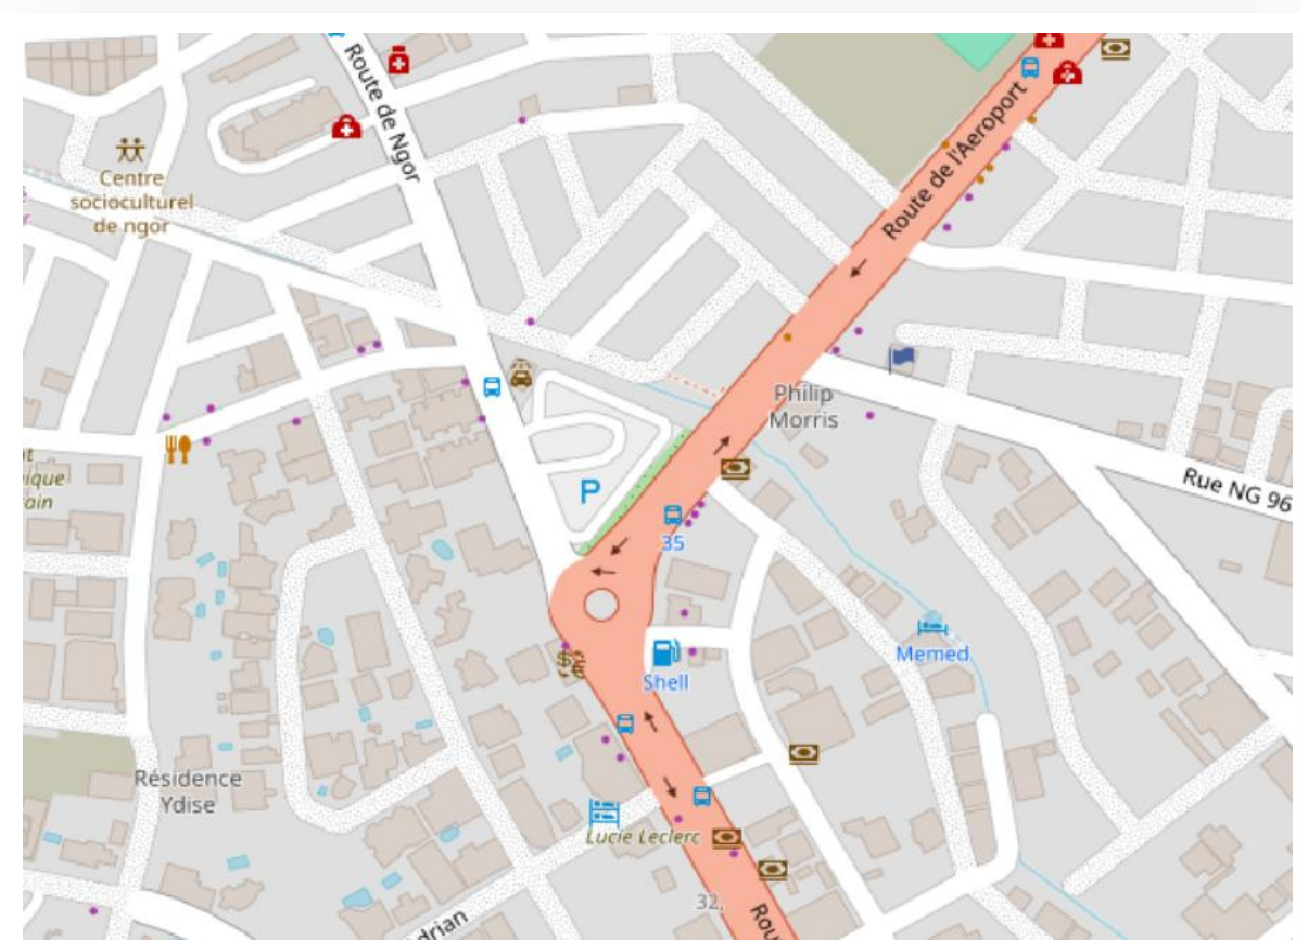 Route de Ngor
Route de l'Aeroport
Centre
socioculturel
de ngor
Philip
Morris
P
Rue NG 96
35
Memed
Shell
Résidence
Ydise
Lucie Leclerc
32